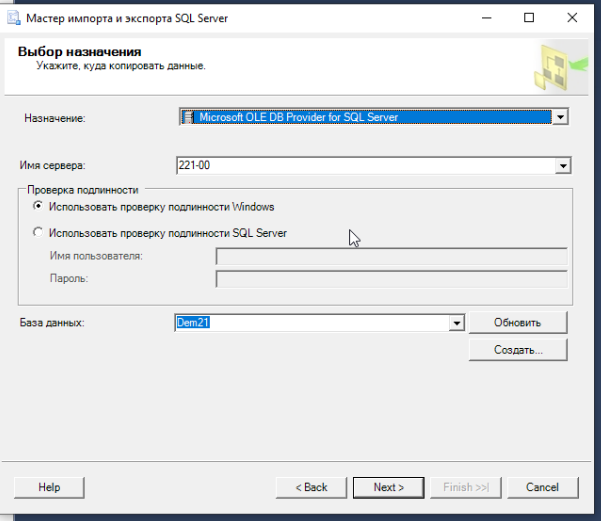 Мастер импорта и экспорта SQL Server
Выбор назначения
Укажите, куда копировать данные.
Назначение:
Microsoft OLE DB Provider for SQL Server
Имя сервера:
221-00
Проверка подлинности
Использовать проверку подлинности Windows
Использовать проверку подлинности SQL Server
Имя пользователя:
Пароль:
База данных:
Dem21
Обновить
Создать...
Help
< Back
Next >
Finish >>|
Cancel